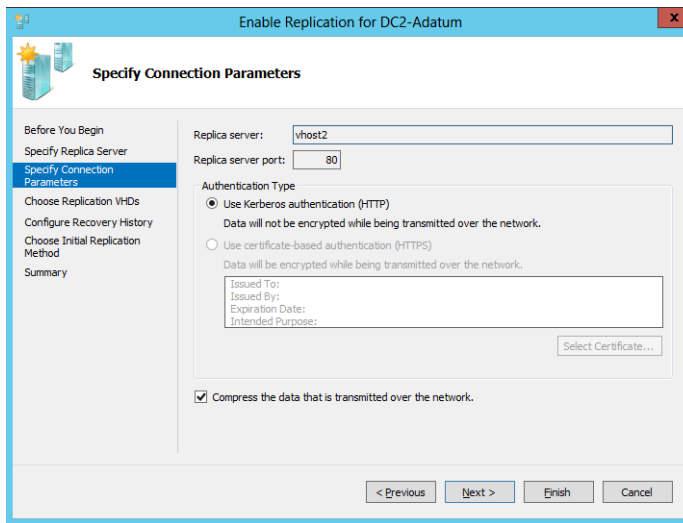 Enable Replication for DC2-Adatum
x
Specify Connection Parameters
Before You Begin
Specify Replica Server
Specify Connection
Parameters
Choose Replication VHDs
Configure Recovery History
Choose Initial Replication
Method
Summary
Replica server: vhost2
Replica server port: 80
Authentication Type
Use Kerberos authentication (HTTP)
Data will not be encrypted while being transmitted over the network.
Use certificate-based authentication (HTTPS)
Data will be encrypted while being transmitted over the network.
Issued To:
Issued By:
Expiration Date:
Intended Purpose:
Select Certificate...
Compress the data that is transmitted over the network.
< Previous Next > Finish Cancel